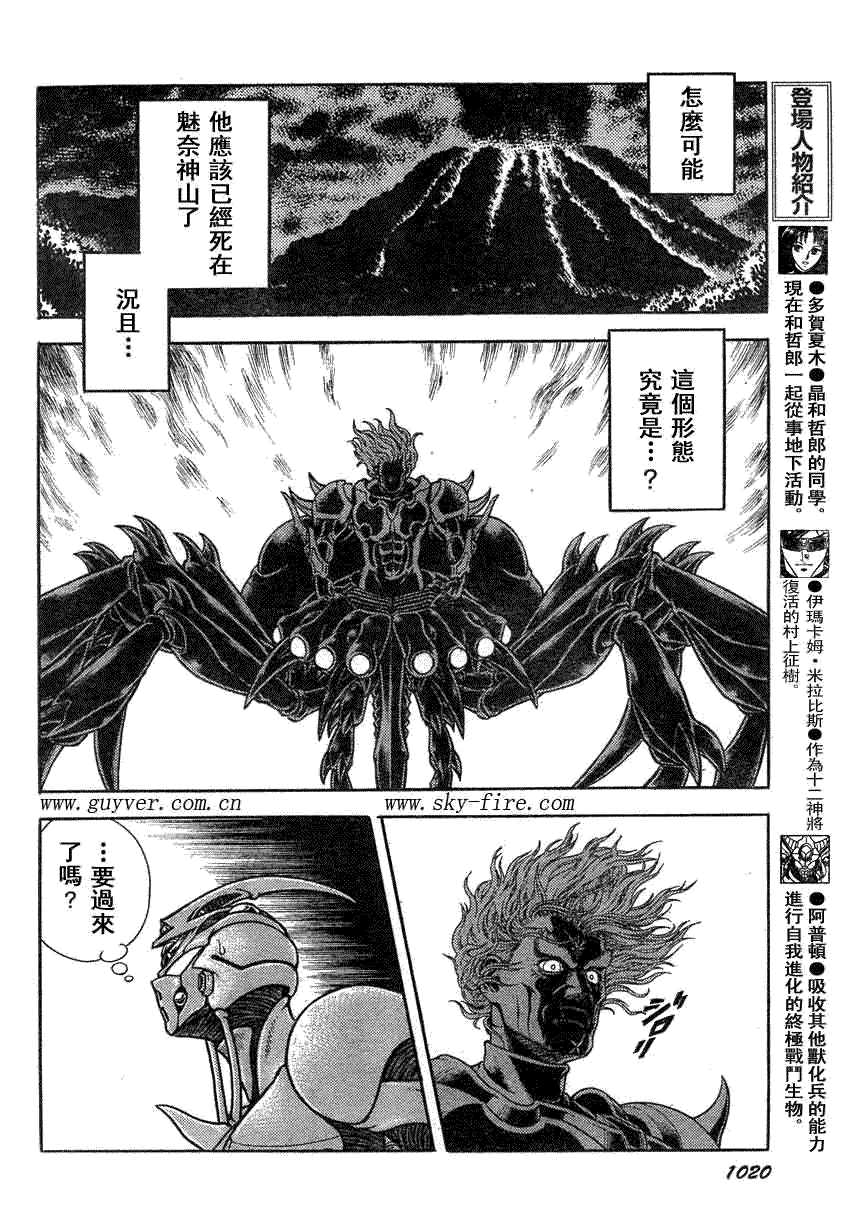 登場人物紹介
●多賀夏木●晶和哲郎的同學。
現在和哲郎一起從事地下活動。
●伊瑪卡姆・米拉比斯●作為十二神將
復活的村上征樹。
●阿普頓●吸收其他獸化兵的能力
進行自我進化的終極戰鬥生物。
怎麼可能
他應該已經死在
魅奈神山了
況且…
這個形態
究竟是…?
www.guyver.com.cn
www.sky-fire.com
ジロリ
…要過來
了嗎?
1020